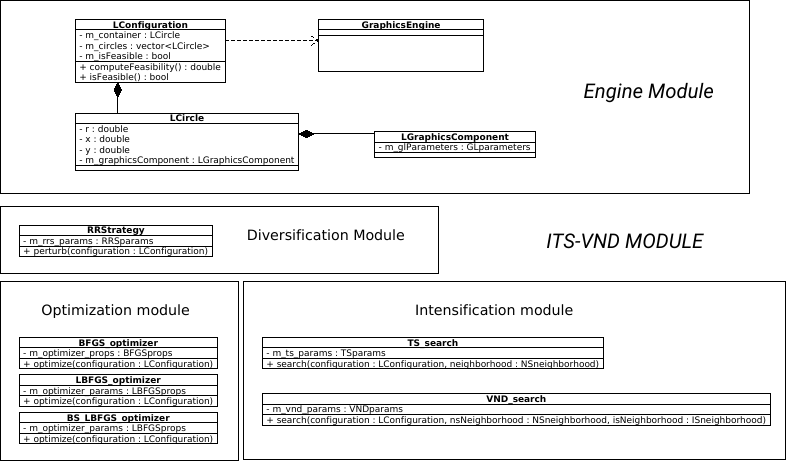 LConfiguration
- m_container : LCircle
- m_circles : vector<LCircle>
- m_isFeasible : bool
+ computeFeasibility() : double
+ isFeasible() : bool
GraphicsEngine
Engine Module
LCircle
- r : double
- x : double
- y : double
- m_graphicsComponent : LGraphicsComponent
LGraphicsComponent
- m_glParameters : GLparameters
RRStrategy
- m_rrs_params : RRSparams
+ perturb(configuration : LConfiguration)
Diversification Module
ITS-VND MODULE
Optimization module
BFGS_optimizer
- m_optimizer_props : BFGSprops
+ optimize(configuration : LConfiguration)
LBFGS_optimizer
- m_optimizer_params : LBFGSprops
+ optimize(configuration : LConfiguration)
BS_LBFGS_optimizer
- m_optimizer_params : LBFGSprops
+ optimize(configuration : LConfiguration)
Intensification module
TS_search
- m_ts_params : TSparams
+ search(configuration : LConfiguration, neighborhood : NSneighborhood)
VND_search
- m_vnd_params : VNDparams
+ search(configuration : LConfiguration, nsNeighborhood : NSneighborhood, isNeighborhood : ISneighborhood)